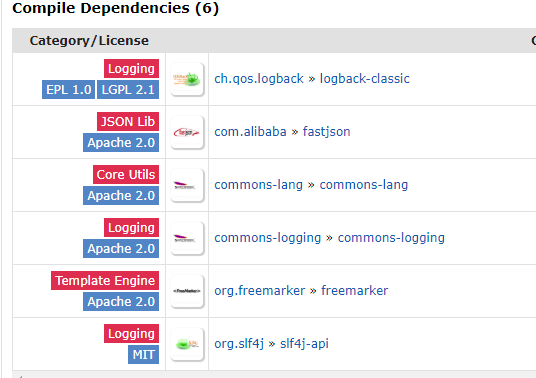 Compile Dependencies (6)
Category/License
Logging
EPL 1.0 LGPL 2.1
ch.qos.logback » logback-classic
JSON Lib
Apache 2.0
com.alibaba » fastjson
Core Utils
Apache 2.0
commons-lang » commons-lang
Logging
Apache 2.0
commons-logging » commons-logging
Template Engine
Apache 2.0
org.freemarker » freemarker
Logging
MIT
org.slf4j » slf4j-api